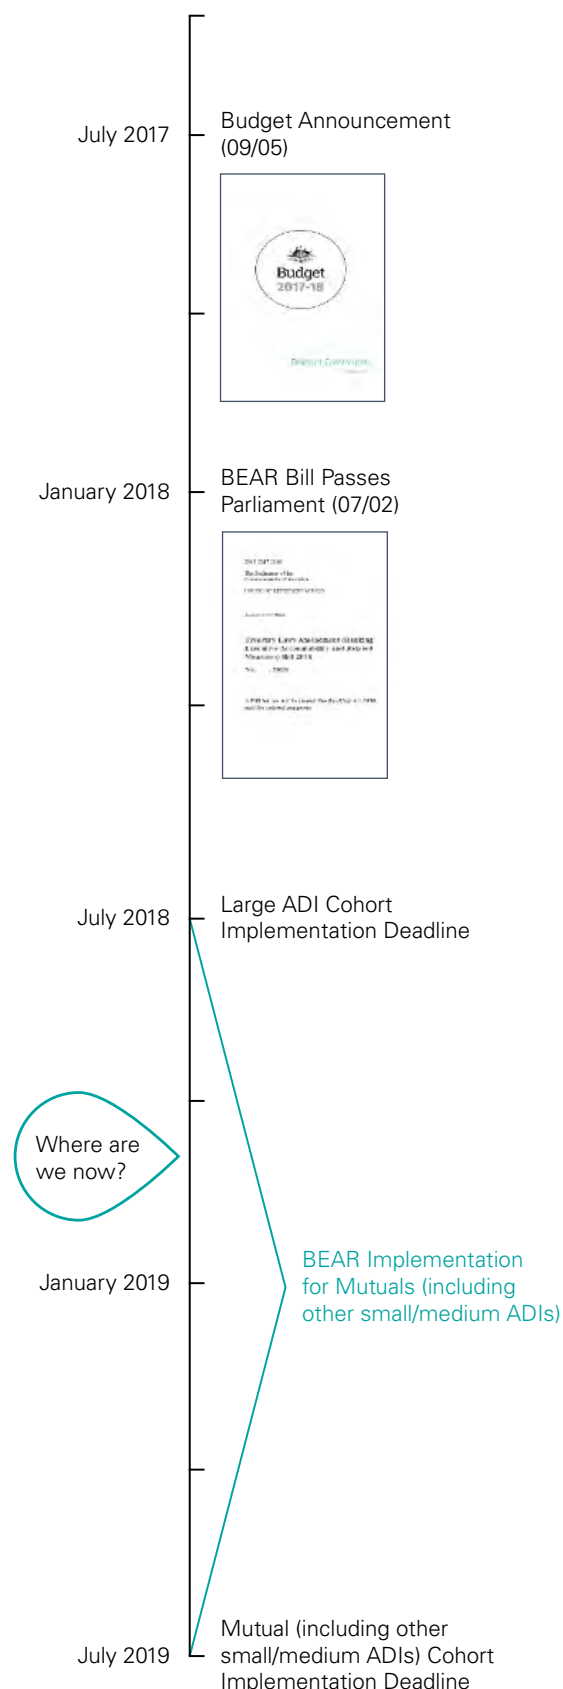 July 2017
Budget Announcement
(09/05)
Budget
2017-18
January 2018
BEAR Bill Passes
Parliament (07/02)
July 2018
Large ADI Cohort
Implementation Deadline
Where are
we now?
BEAR Implementation
for Mutuals (including
other small/medium ADIs)
January 2019
July 2019
Mutual (including other
small/medium ADIs) Cohort
Implementation Deadline